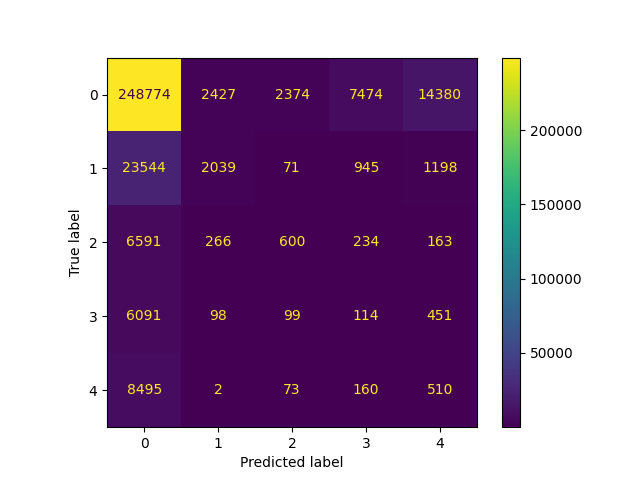 0 248774 2427 2374 7474 14380
200000
1 23544 2039 71 945 1198
150000
True label
2 6591 266 600 234 163
100000
3 6091 98 99 114 451
50000
4 8495 2 73 160 510
0 1 2 3 4
Predicted label